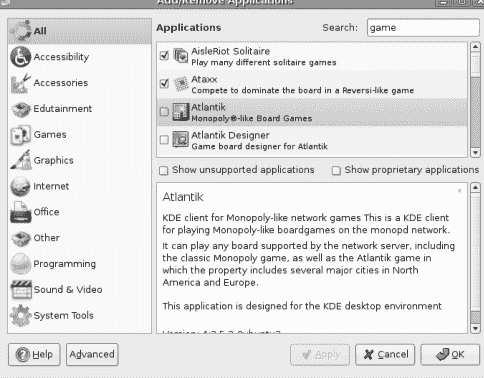 Add/Remove Applications
All
Accessibility
Accessories
Edutainment
Games
Graphics
Internet
Office
Other
Programming
Sound & Video
System Tools
Applications
Search: game
AisleRiot Solitaire
Play many different solitaire games
Ataxx
Compete to dominate the board in a Reversi-like game
Atlantik
Monopoly®-like Board Games
Atlantik Designer
Game board designer for Atlantik
Show unsupported applications Show proprietary applications
Atlantik
KDE client for Monopoly-like network games This is a KDE client
for playing Monopoly-like boardgames on the monopd network.
It can play any board supported by the network server, including
the classic Monopoly game, as well as the Atlantik game in
which the property includes several major cities in North
America and Europe.
This application is designed for the KDE desktop environment
Help Advanced Apply Cancel OK